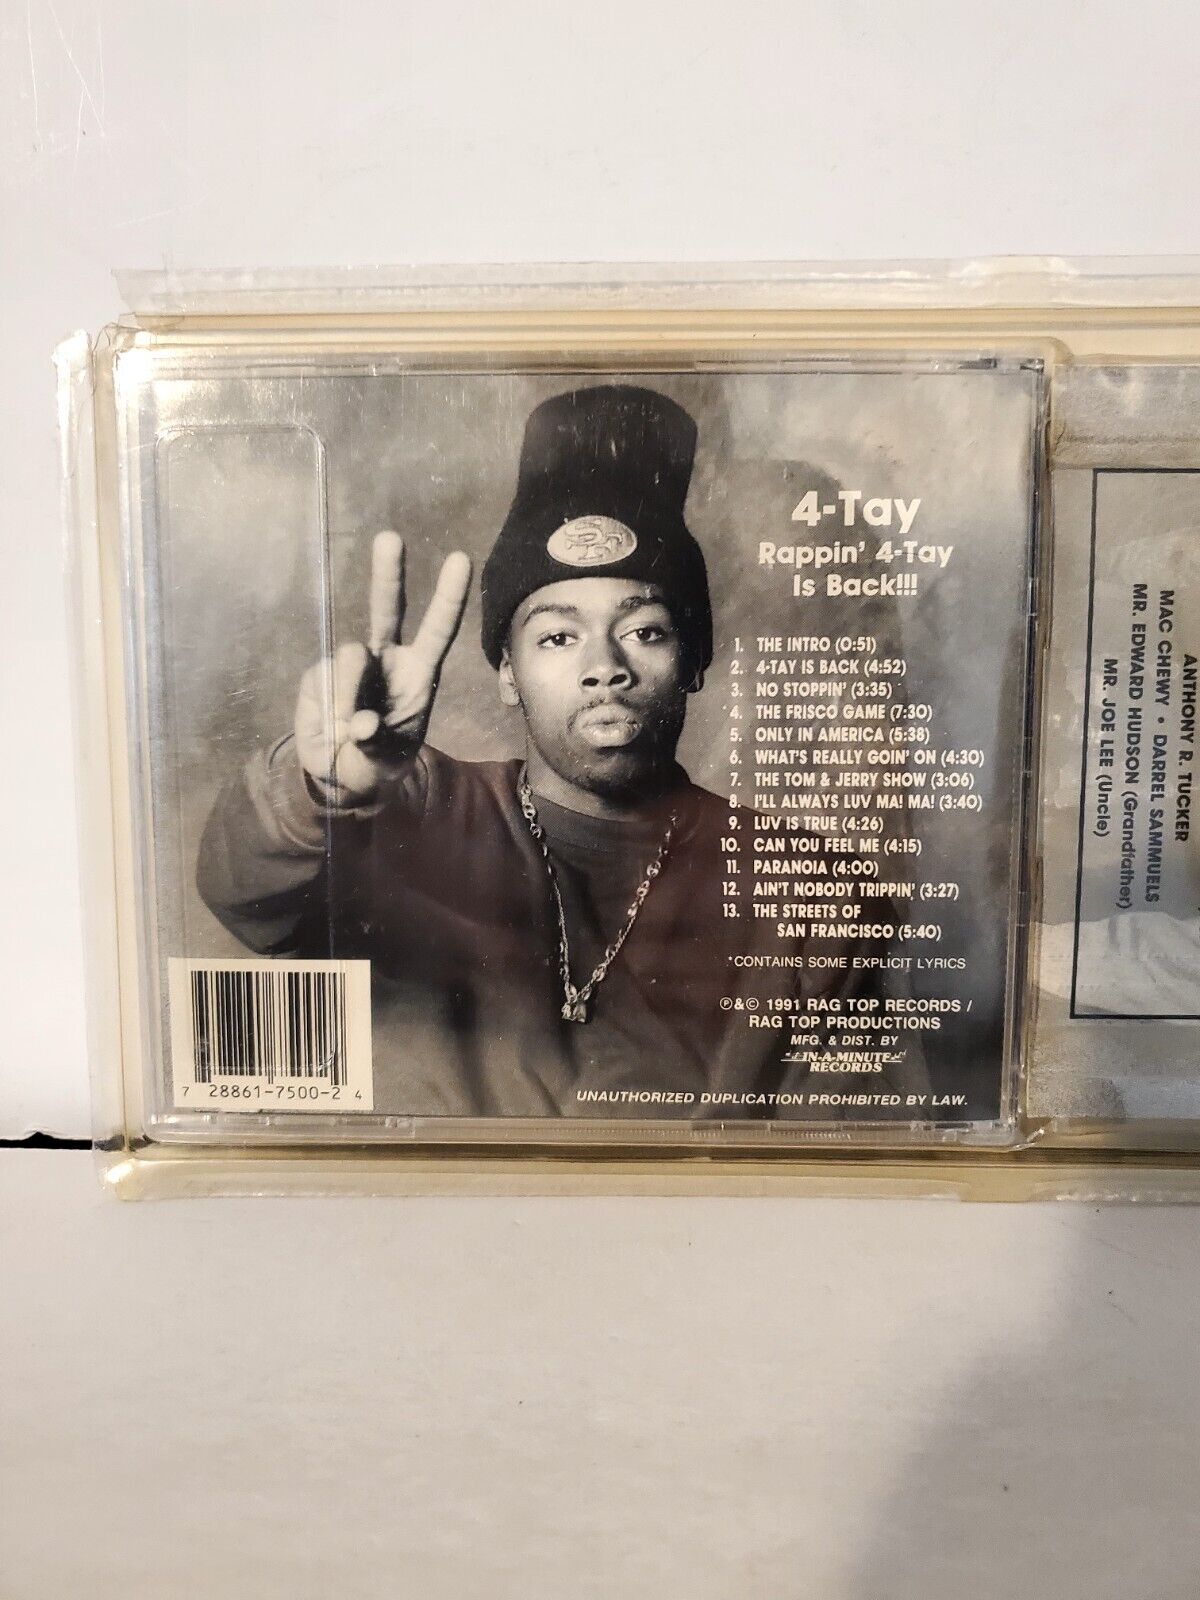 4-Tay
Rappin' 4-Tay
Is Back!!!
1. THE INTRO (0:51)
2. 4-TAY IS BACK (4:52)
3. NO STOPPIN' (3:35)
4. THE FRISCO GAME (7:30)
5. ONLY IN AMERICA (5:38)
6. WHAT'S REALLY GOIN' ON (4:30)
7. THE TOM & JERRY SHOW (3:06)
8. I'LL ALWAYS LUV MA! MA! (3:40)
9. LUV IS TRUE (4:26)
10. CAN YOU FEEL ME (4:15)
11. PARANOIA (4:00)
12. AIN'T NOBODY TRIPPIN' (3:27)
13. THE STREETS OF
SAN FRANCISCO (5:40)
*CONTAINS SOME EXPLICIT LYRICS
℗&© 1991 RAG TOP RECORDS /
RAG TOP PRODUCTIONS
MFG. & DIST. BY
IN-A-MINUTE
RECORDS
UNAUTHORIZED DUPLICATION PROHIBITED BY LAW.
7 28861-7500-2 4
SF
ANTHONY R. TUCKER
MAC CHEWY • DARREL SAMMUELS
MR. EDWARD HUDSON (Grandfather)
MR. JOE LEE (Uncle)